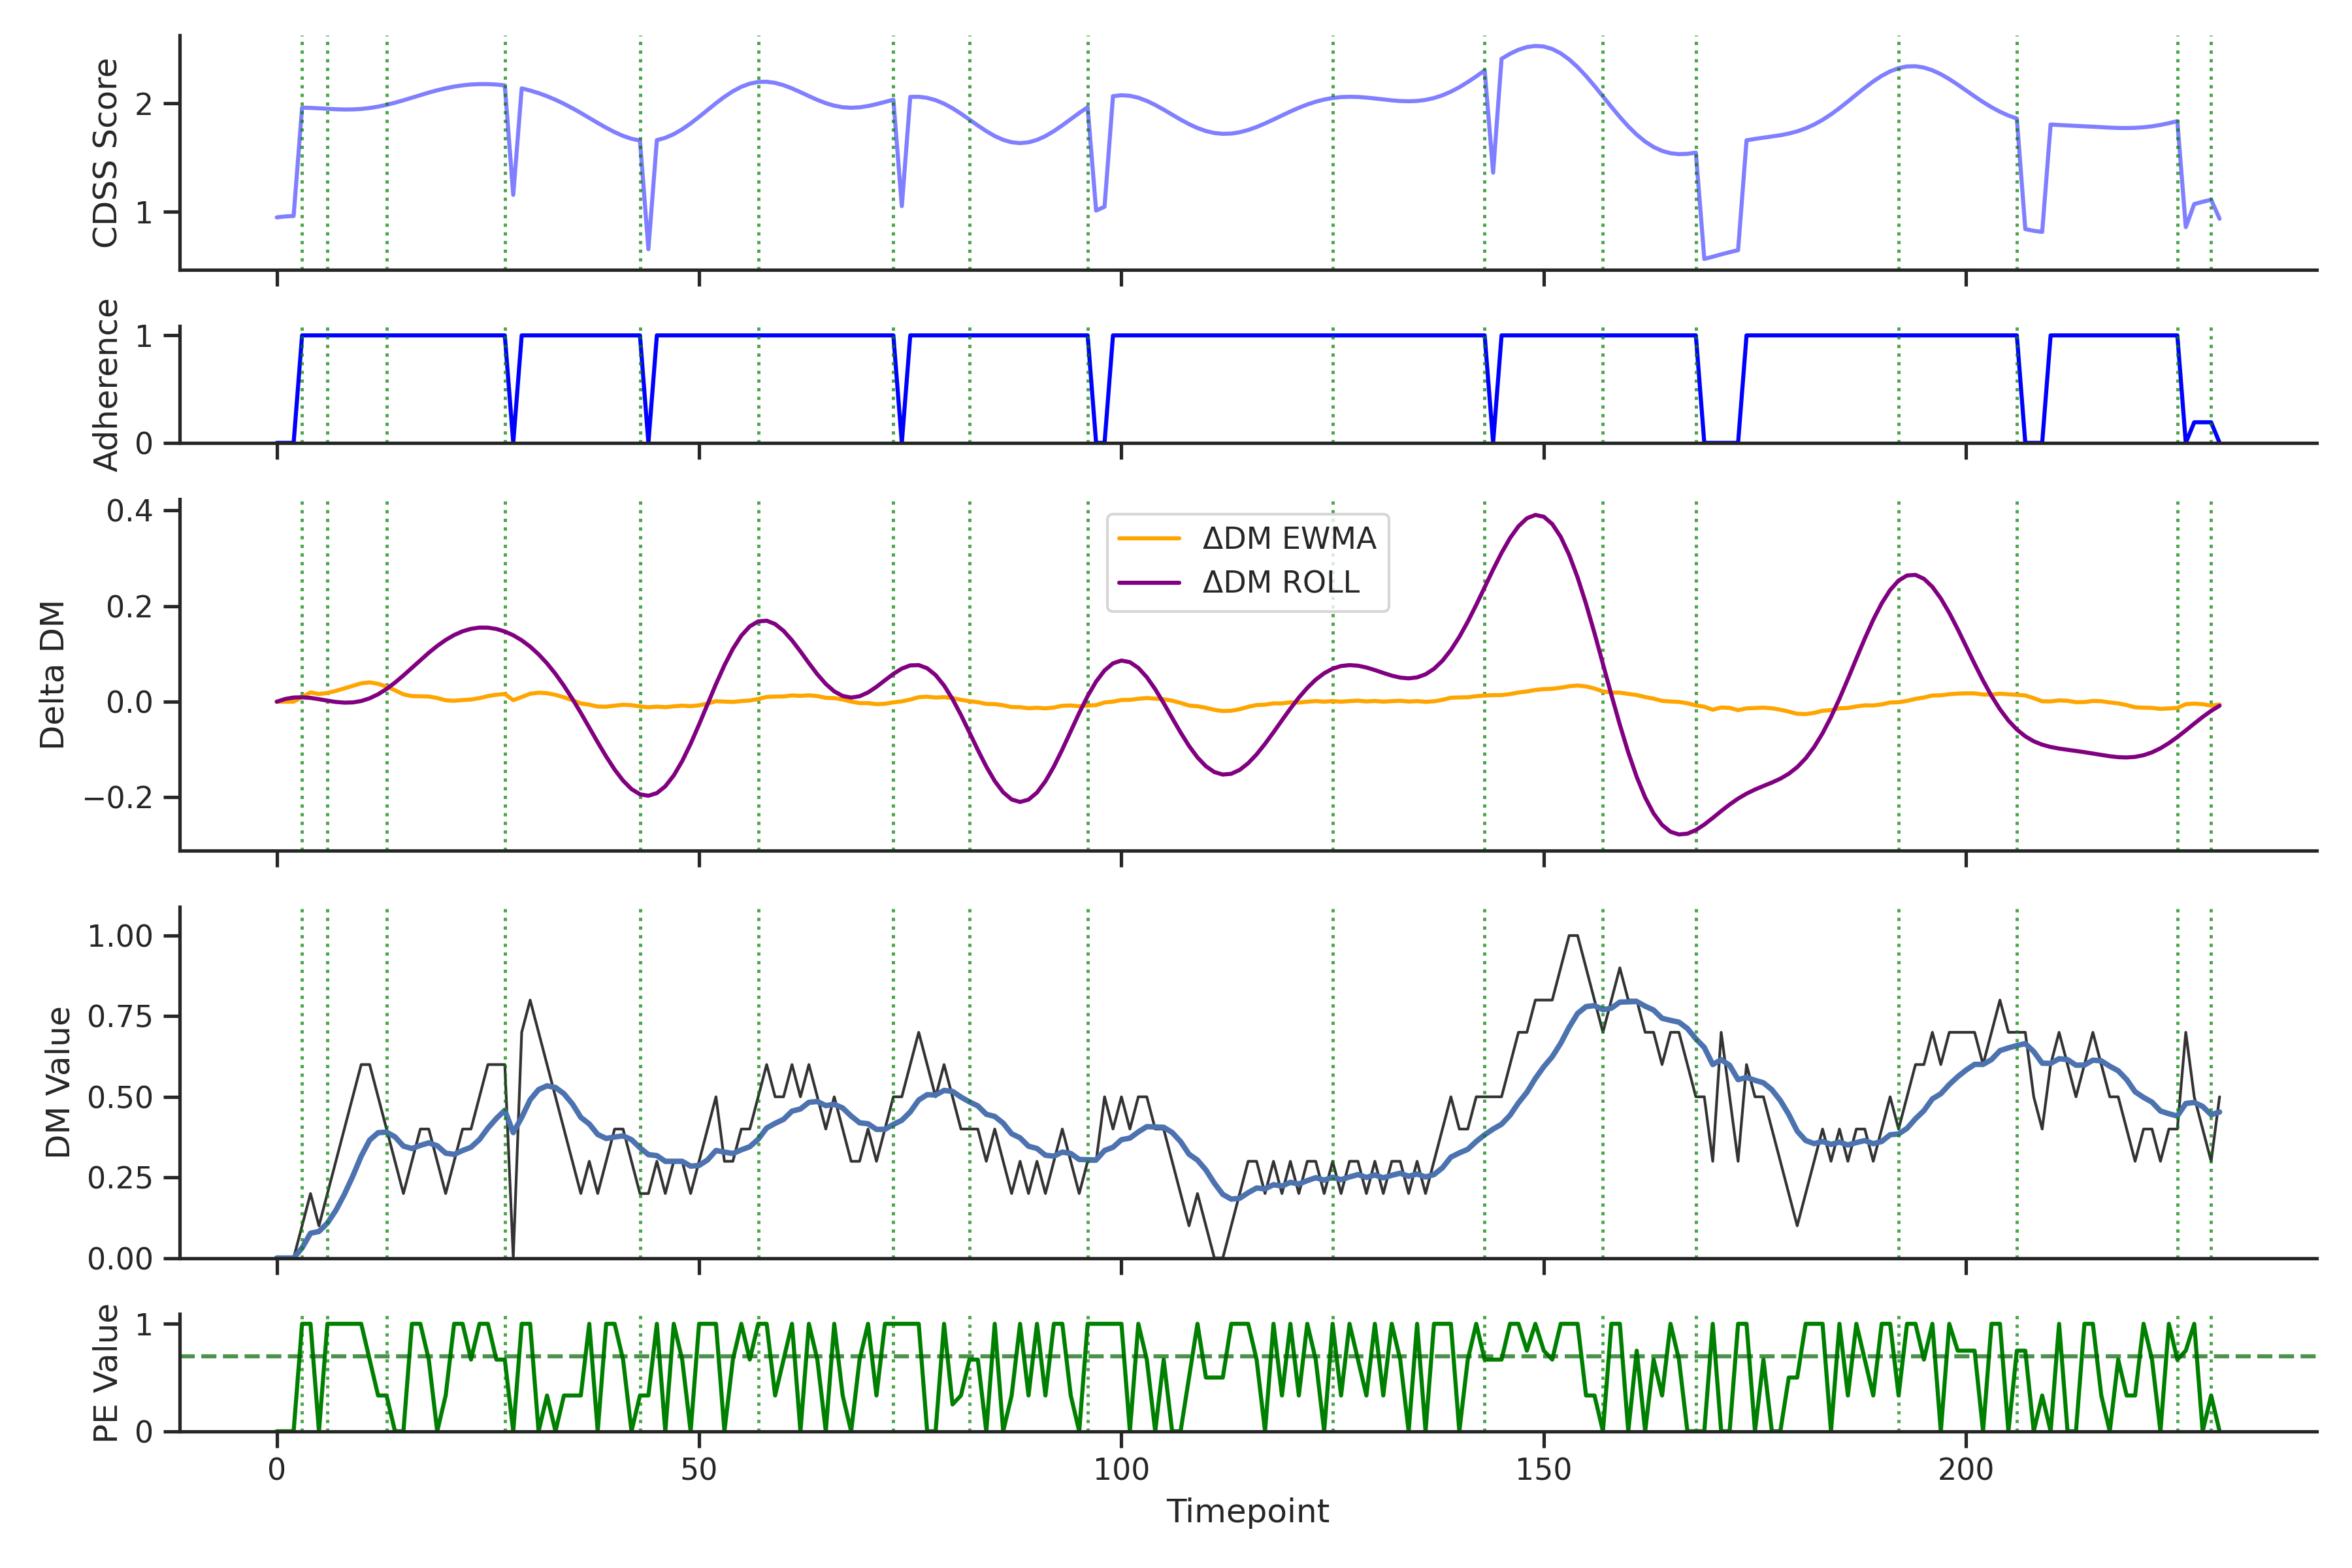 CDSS Score
2
1
Adherence
1
0
Delta DM
0.4
0.2
0.0
−0.2
ΔDM EWMA
ΔDM ROLL
DM Value
1.00
0.75
0.50
0.25
0.00
PE Value
1
0
0 50 100 150 200
Timepoint